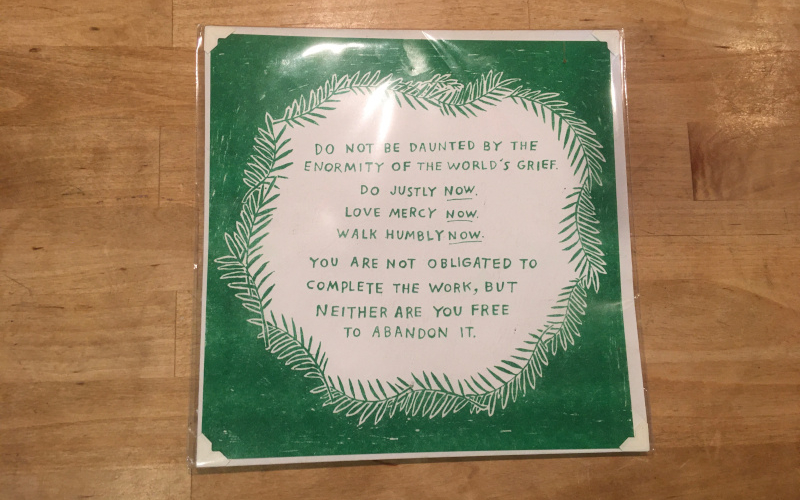 DO NOT BE DAUNTED BY THE
ENORMITY OF THE WORLD'S GRIEF.
DO JUSTLY NOW.
LOVE MERCY NOW.
WALK HUMBLY NOW.
YOU ARE NOT OBLIGATED TO
COMPLETE THE WORK, BUT
NEITHER ARE YOU FREE
TO ABANDON IT.